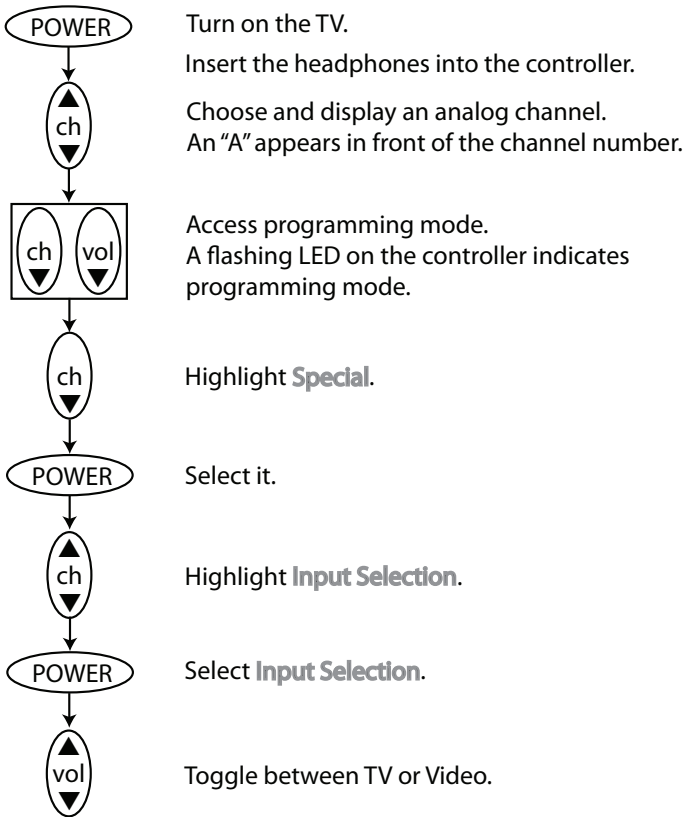 POWER
Turn on the TV.
Insert the headphones into the controller.
ch
Choose and display an analog channel.
An “A” appears in front of the channel number.
ch vol
Access programming mode.
A flashing LED on the controller indicates
programming mode.
ch
Highlight Special.
POWER
Select it.
ch
Highlight Input Selection.
POWER
Select Input Selection.
vol
Toggle between TV or Video.